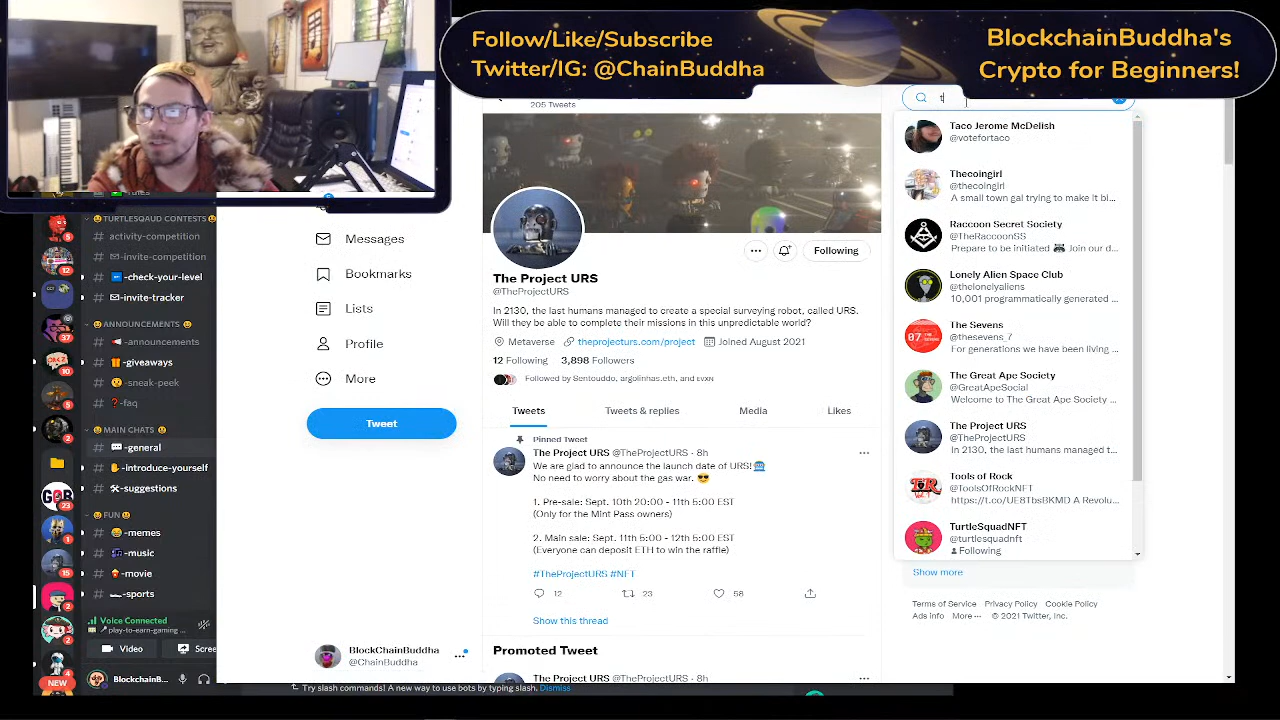 Follow/Like/Subscribe
Twitter/IG: @ChainBuddha
BlockchainBuddha's
Crypto for Beginners!
205 Tweets
t
Taco Jerome McDelish
@votefortaco
Thecoingirl
@thecoingirl
A small town gal trying to make it bl...
Raccoon Secret Society
@TheRaccoonSS
Prepare to be initiated 🦝 Join our d...
Lonely Alien Space Club
@thelonelyaliens
10,001 programmatically generated ...
The Sevens
@thesevens_7
For generations we have been living ...
The Great Ape Society
@GreatApeSocial
Welcome to The Great Ape Society ...
The Project URS
@TheProjectURS
In 2130, the last humans managed t...
Tools of Rock
@ToolsOfRockNFT
https://t.co/UE8TbsBKMD A Revolu...
TurtleSquadNFT
@turtlesquadnft
Following
Show more
Terms of Service Privacy Policy Cookie Policy
Ads info More ··· © 2021 Twitter, Inc.
Messages
Bookmarks
Lists
Profile
More
Tweet
BlockChainBuddha
@ChainBuddha
Following
The Project URS
@TheProjectURS
In 2130, the last humans managed to create a special surveying robot, called URS.
Will they be able to complete their missions in this unpredictable world?
Metaverse theprojecturs.com/project Joined August 2021
12 Following 3,898 Followers
Followed by Sentouddo, argolinhas.eth, and EVXN
Tweets Tweets & replies Media Likes
Pinned Tweet
The Project URS @TheProjectURS · 8h
We are glad to announce the launch date of URS!
No need to worry about the gas war. 😎
1. Pre-sale: Sept. 10th 20:00 - 11th 5:00 EST
(Only for the Mint Pass owners)
2. Main sale: Sept. 11th 5:00 - 12th 5:00 EST
(Everyone can deposit ETH to win the raffle)
#TheProjectURS #NFT
12 23 58
Show this thread
Promoted Tweet
The Project URS @TheProjectURS · 8h
TURTLESQAUD CONTESTS
activity-competition
-invite-competition
-check-your-level
-invite-tracker
ANNOUNCEMENTS
-announcements
-giveaways
-sneak-peek
-faq
MAIN CHATS
-general
-introduce-yourself
-suggestions
FUN
-memes
-music
-movie
-sports
Voice Connected
play-to-earn-gaming ...
Video Scre
BlockchainB...
NEW
Try slash commands! A new way to use bots by typing slash. Dismiss